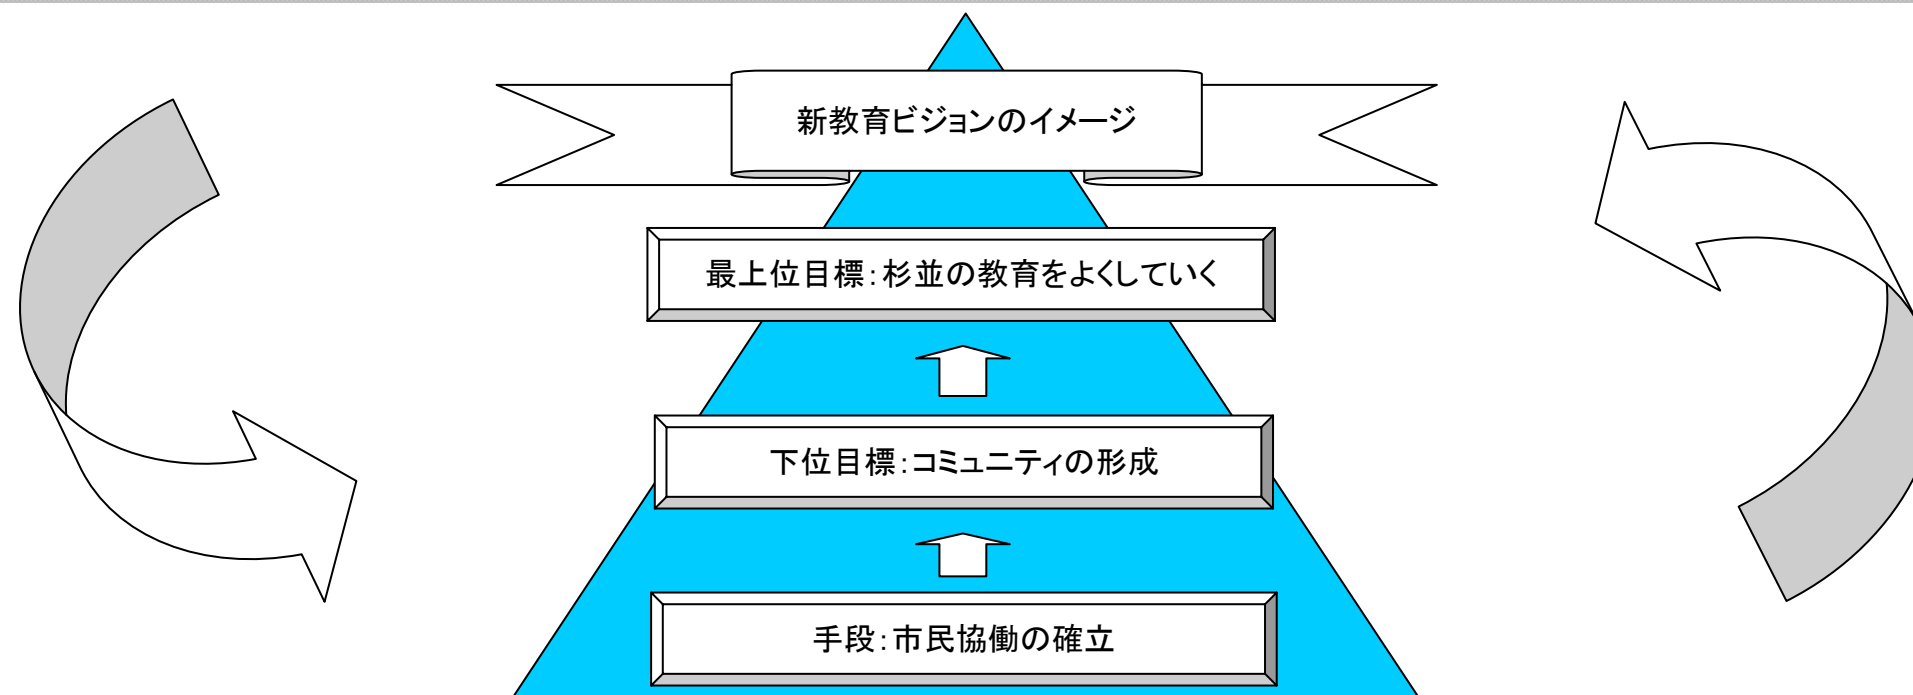 新教育ビジョンのイメージ
最上位目標：杉並の教育をよくしていく
下位目標：コミュニティの形成
手段：市民協働の確立